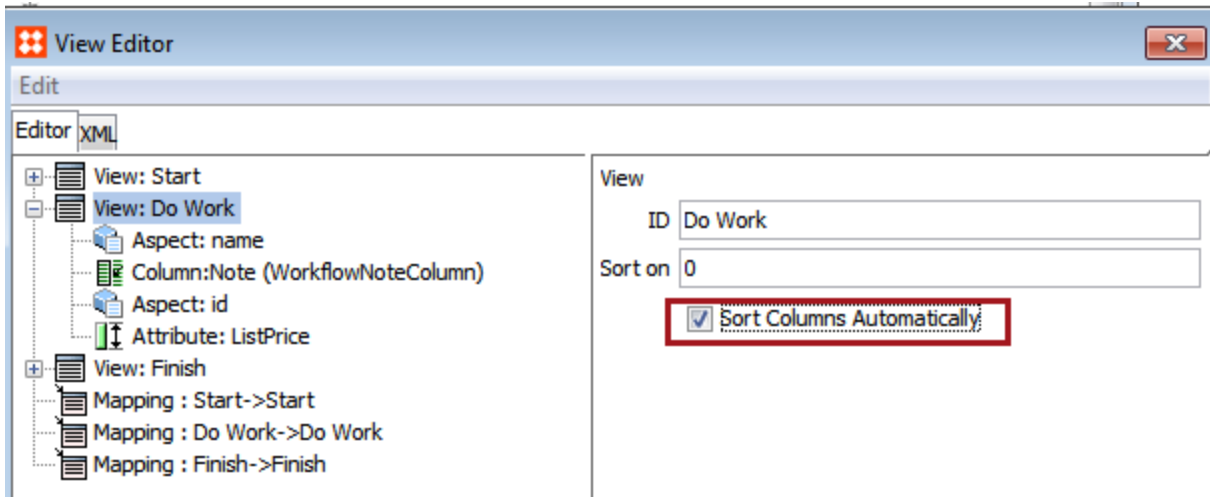 View Editor
Edit
Editor XML
View: Start
View: Do Work
Aspect: name
Column:Note (WorkflowNoteColumn)
Aspect: id
Attribute: ListPrice
View: Finish
Mapping : Start->Start
Mapping : Do Work->Do Work
Mapping : Finish->Finish
View
ID Do Work
Sort on 0
Sort Columns Automatically